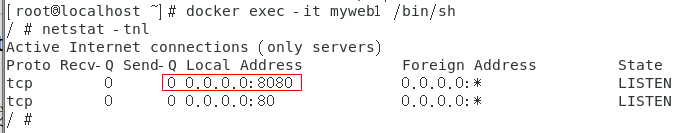 [root@localhost ~]# docker exec -it myweb1 /bin/sh
/ # netstat -tnl
Active Internet connections (only servers)
Proto Recv-Q Send-Q Local Address           Foreign Address         State
tcp        0      0 0.0.0.0:8080            0.0.0.0:*               LISTEN
tcp        0      0 0.0.0.0:80              0.0.0.0:*               LISTEN
/ #